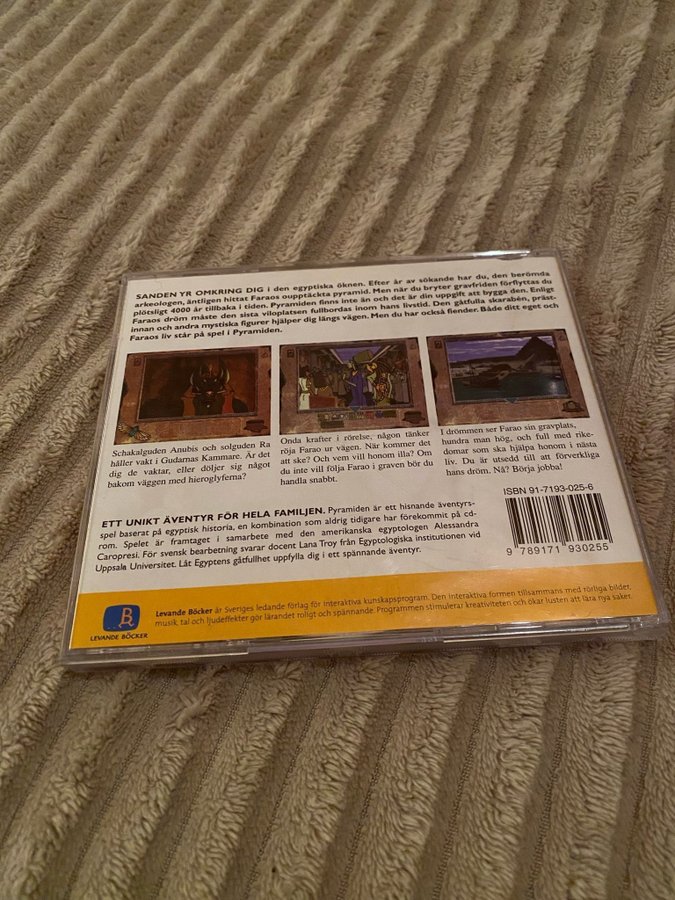 SANDEN YR OMKRING DIG i den egyptiska öknen. Efter år av sökande har du, den berömda
arkeologen, äntligen hittat Faraos oupptäckta pyramid. Men när du bryter gravfriden förflyttas du
plötsligt 4000 år tillbaka i tiden. Pyramiden finns inte än och det är din uppgift att bygga den. Enligt
Faraos dröm måste den sista viloplatsen fullbordas inom hans livstid. Den gåtfulla skarabén, präst-
innan och andra mystiska figurer hjälper dig längs vägen. Men du har också fiender. Både ditt eget och
Faraos liv står på spel i Pyramiden.
Schakalguden Anubis och solguden Ra
håller vakt i Gudarnas Kammare. Är det
dig de vaktar, eller döljer sig något
bakom väggen med hieroglyferna?
Onda krafter i rörelse, någon tänker
röja Farao ur vägen. När kommer det
att ske? Och vem vill honom illa? Om
du inte vill följa Farao i graven bör du
handla snabbt.
I drömmen ser Farao sin gravplats,
hundra man hög, och full med rike-
domar som ska hjälpa honom i nästa
liv. Du är utsedd till att förverkliga
hans dröm. Nå? Börja jobba!
ETT UNIKT ÄVENTYR FÖR HELA FAMILJEN. Pyramiden är ett hisnande äventyrs-
spel baserat på egyptisk historia, en kombination som aldrig tidigare har förekommit på cd-
rom. Spelet är framtaget i samarbete med den amerikanska egyptologen Alessandra
Caropresi. För svensk bearbetning svarar docent Lana Troy från Egyptologiska institutionen vid
Uppsala Universitet. Låt Egyptens gåtfullhet uppfylla dig i ett spännande äventyr.
ISBN 91-7193-025-6
9 789171 930255
LEVANDE BÖCKER
Levande Böcker är Sveriges ledande förlag för interaktiva kunskapsprogram. Den interaktiva formen tillsammans med rörliga bilder,
musik, tal och ljudeffekter gör lärandet roligt och spännande. Programmen stimulerar kreativiteten och ökar lusten att lära nya saker.